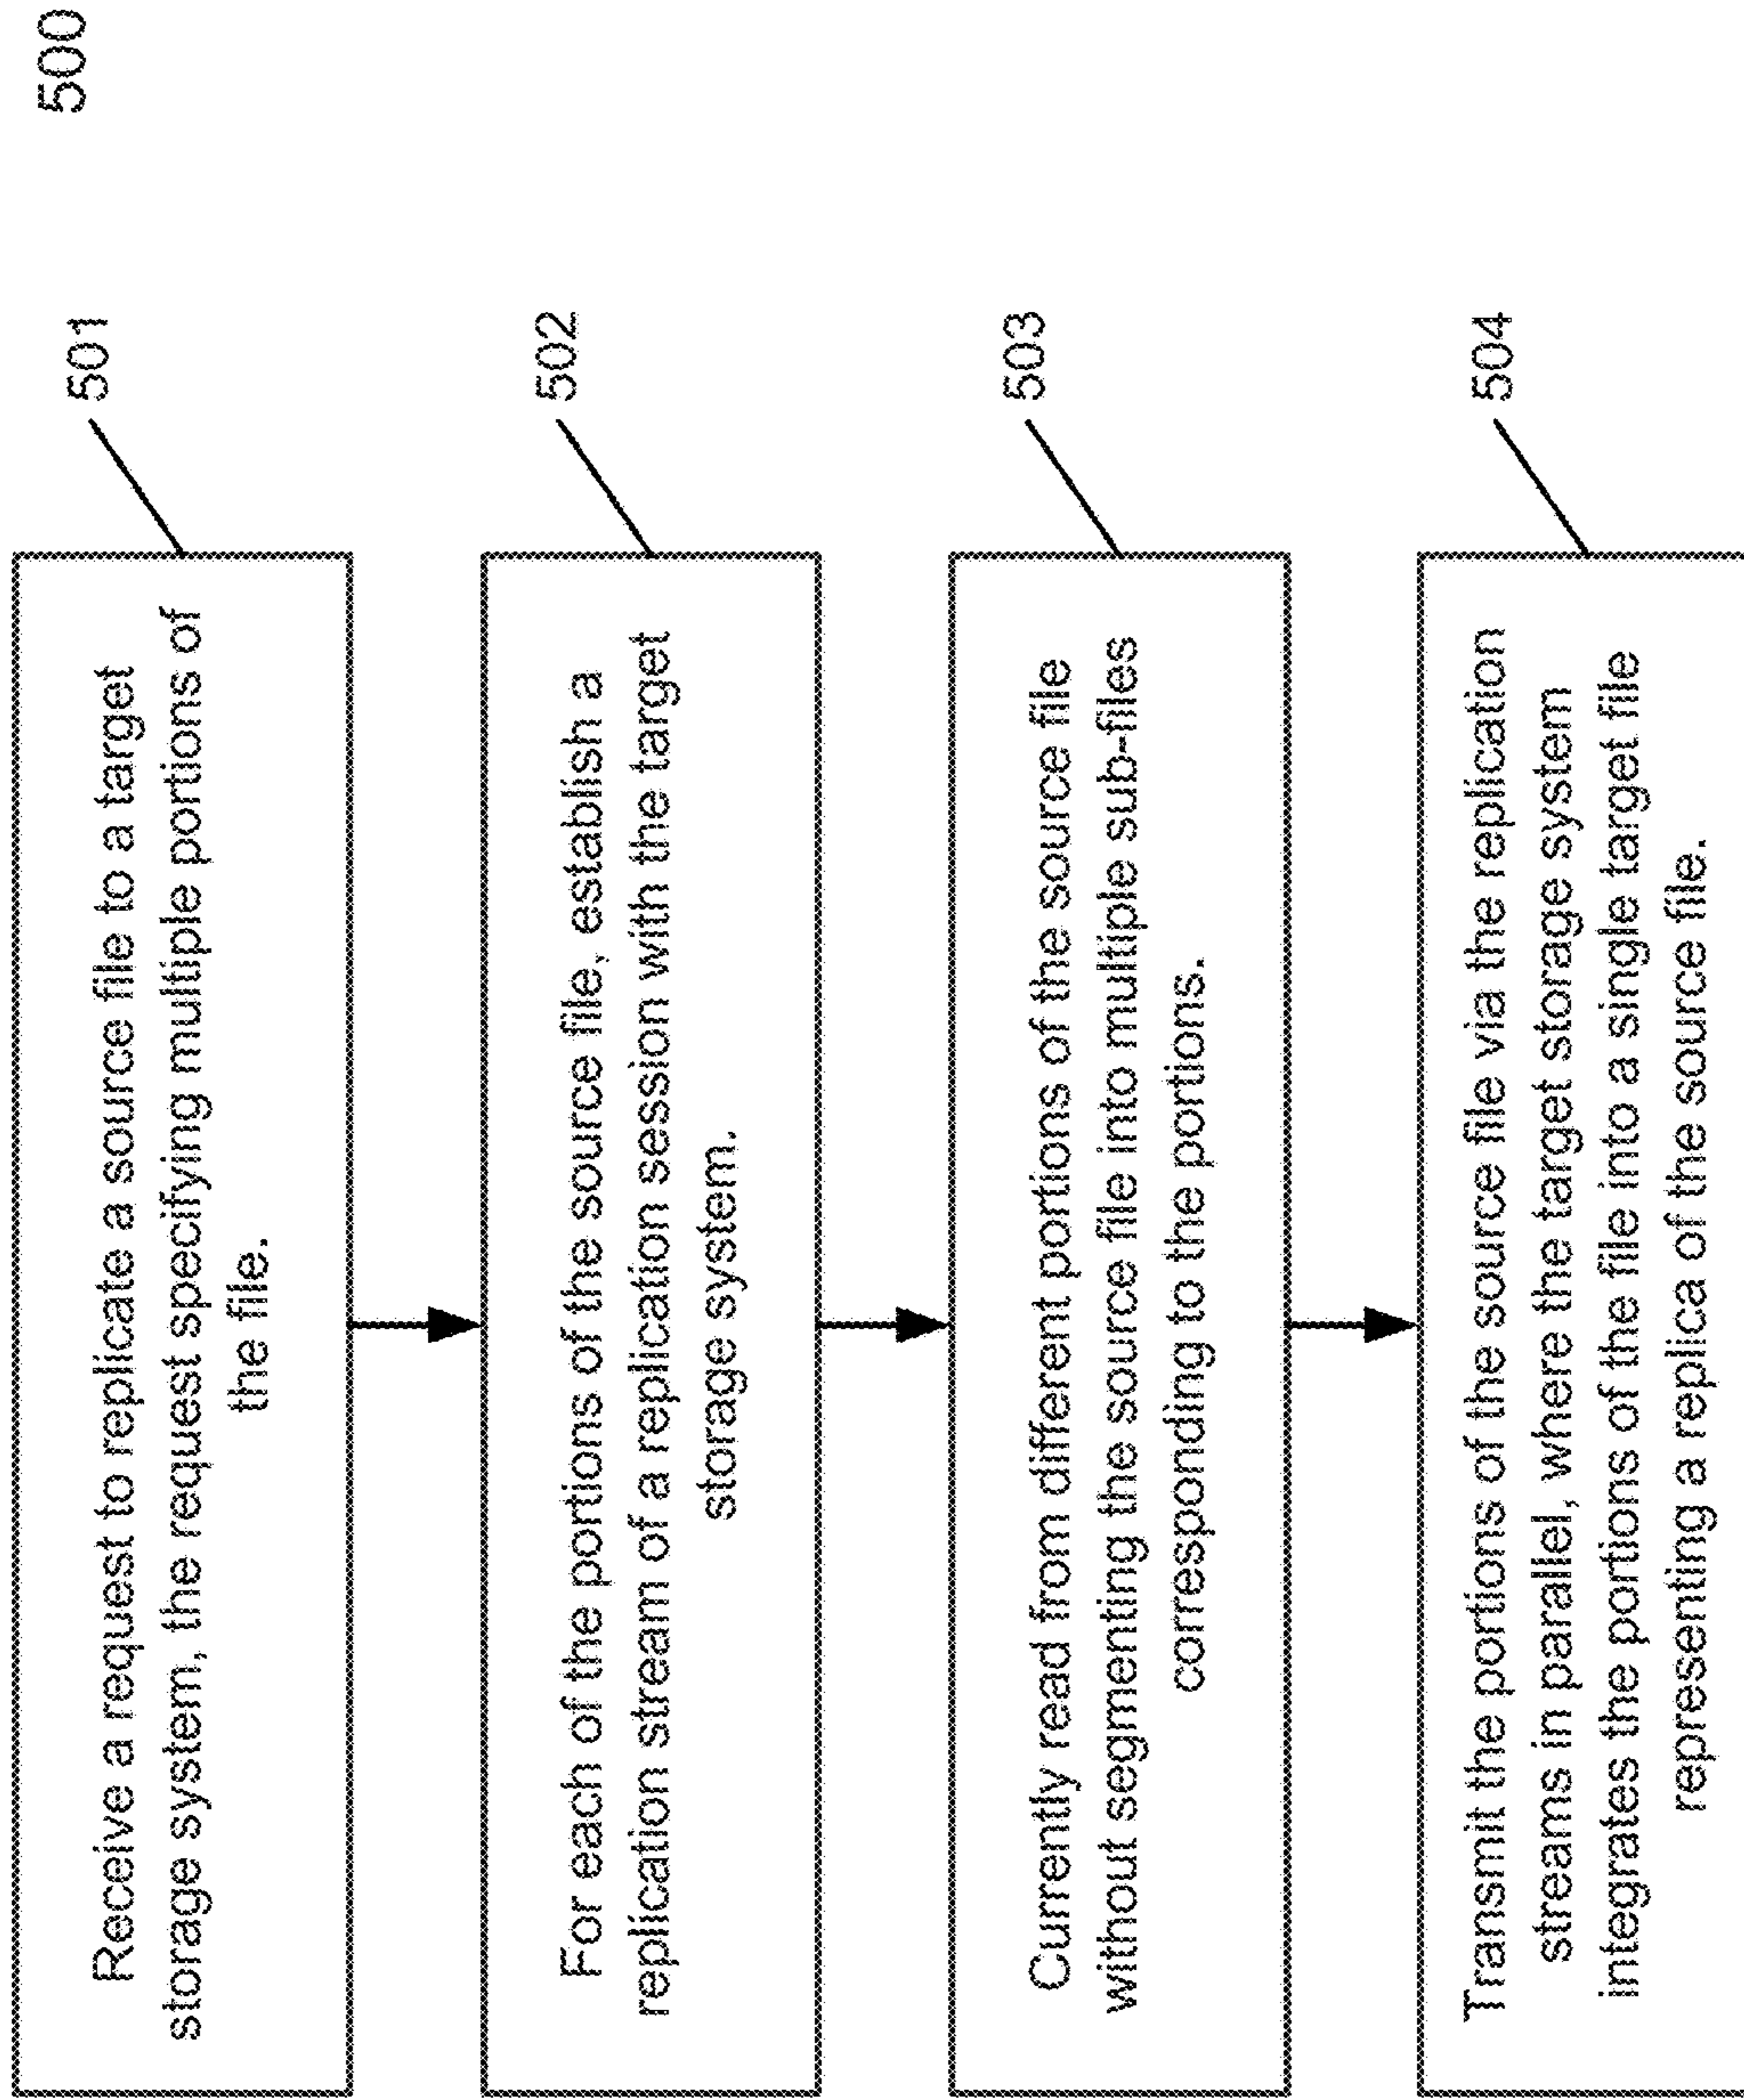 500
Receive a request to replicate a source file to a target
storage system, the request specifying multiple portions of
the file.
501
For each of the portions of the source file, establish a
replication stream of a replication session with the target
storage system.
502
Currently read from different portions of the source file
without segmenting the source file into multiple sub-files
corresponding to the portions.
503
Transmit the portions of the source file via the replication
streams in parallel, where the target storage system
integrates the portions of the file into a single target file
representing a replica of the source file.
504